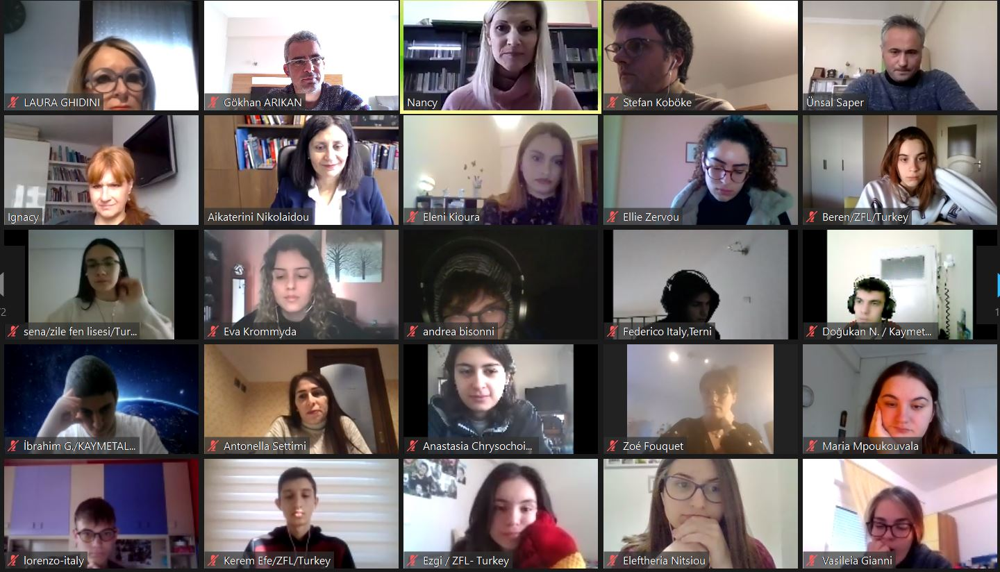 LAURA GHIDINI
Gökhan ARIKAN
Nancy
Stefan Koböke
Ünsal Saper
Ignacy
Aikaterini Nikolaidou
Eleni Kioura
Ellie Zervou
Beren/ZFL/Turkey
/2
sena/zile fen lisesi/Tur...
Eva Krommyda
andrea bisonni
Federico Italy,Terni
Doğukan N. / Kaymet...
1
İbrahim G./KAYMETAL...
Antonella Settimi
Anastasia Chrysochoi...
Zoé Fouquet
Maria Mpoukouvala
lorenzo-italy
Kerem Efe/ZFL/Turkey
Ezgi / ZFL- Turkey
Eleftheria Nitsiou
Vasileia Gianni